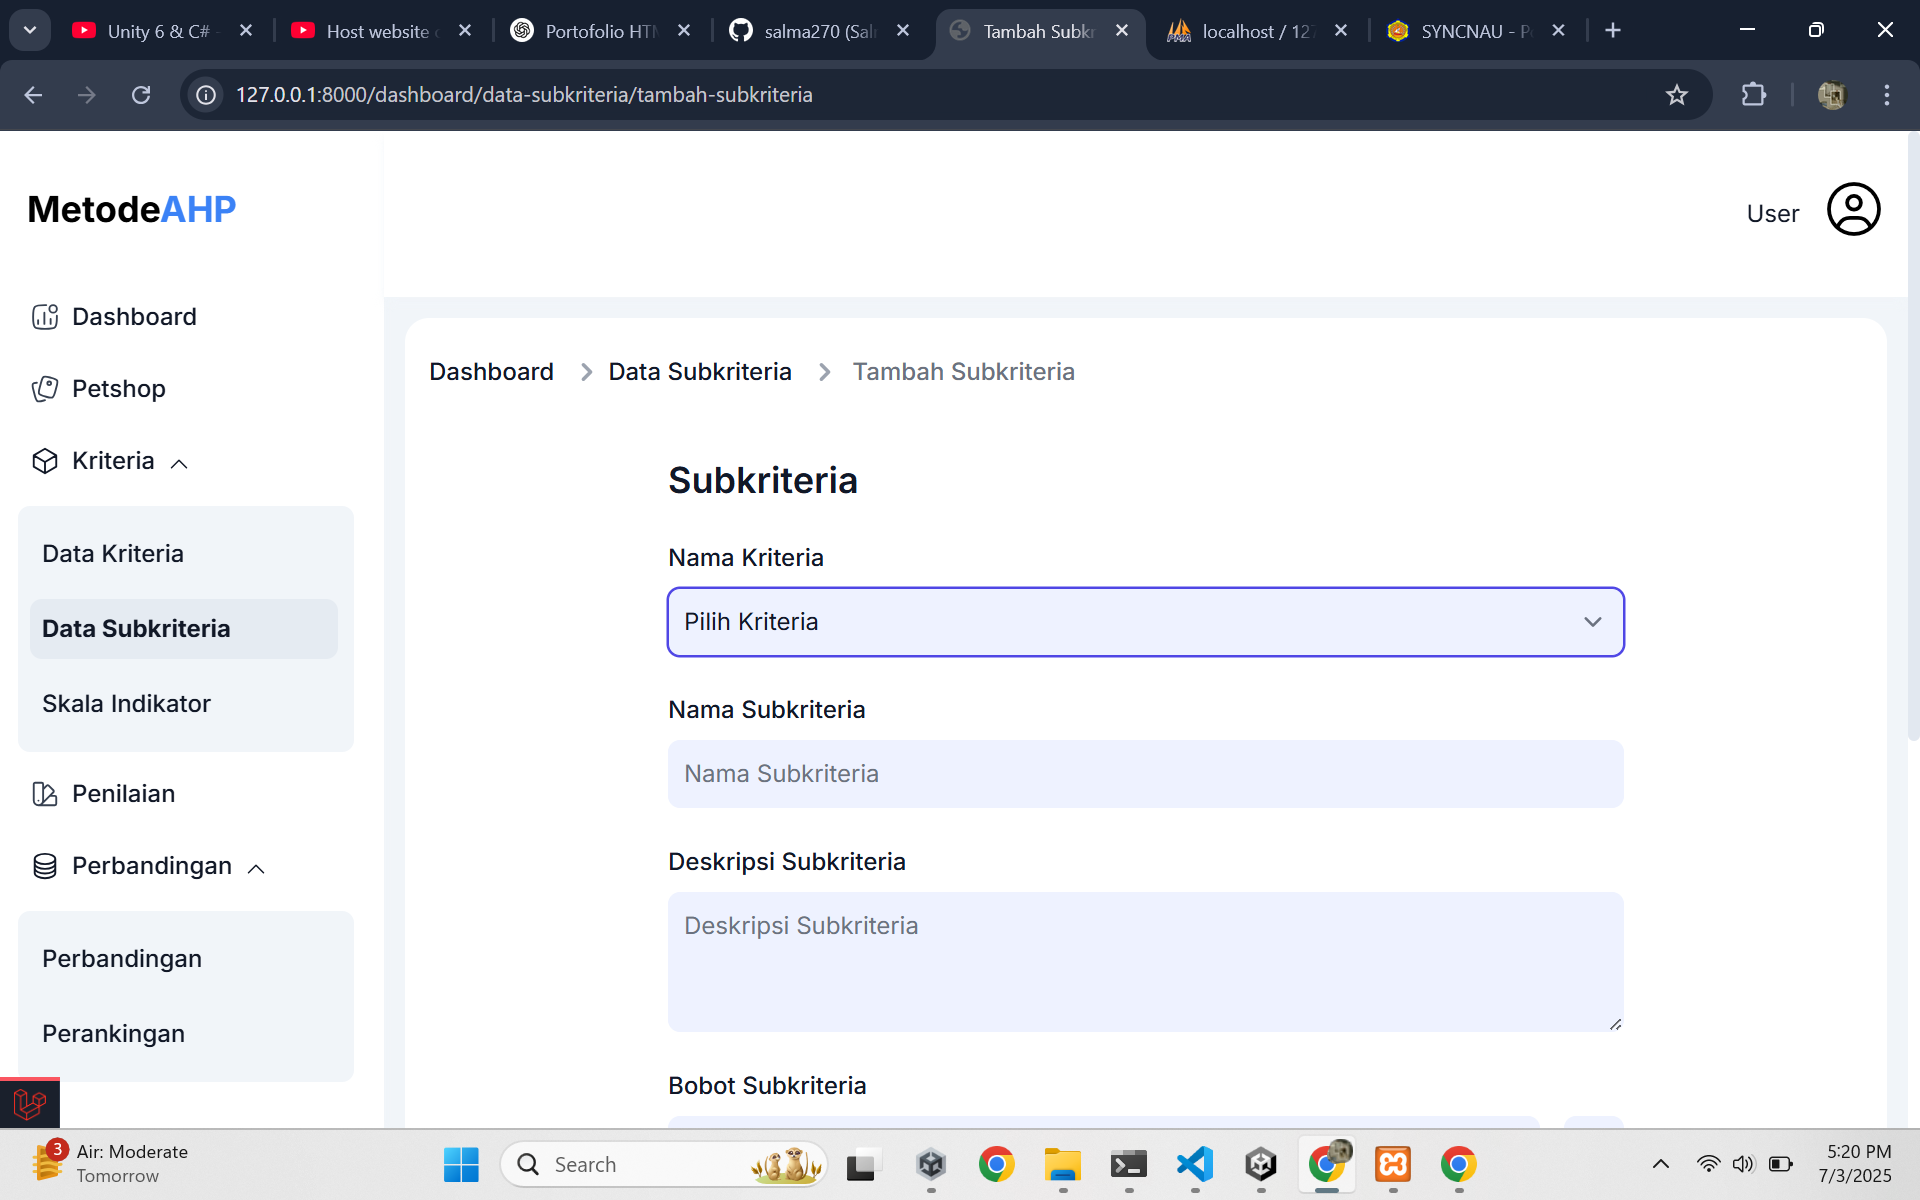 Unity 6 & C#
Host website
Portofolio HTM
salma270 (Sal
Tambah Subkr
localhost / 127
SYNCNAU - P
127.0.0.1:8000/dashboard/data-subkriteria/tambah-subkriteria
MetodeAHP
User
Dashboard
Petshop
Kriteria
Data Kriteria
Data Subkriteria
Skala Indikator
Penilaian
Perbandingan
Perbandingan
Perankingan
Dashboard > Data Subkriteria > Tambah Subkriteria
Subkriteria
Nama Kriteria
Pilih Kriteria
Nama Subkriteria
Nama Subkriteria
Deskripsi Subkriteria
Deskripsi Subkriteria
Bobot Subkriteria
3
Air: Moderate
Tomorrow
Search
5:20 PM
7/3/2025